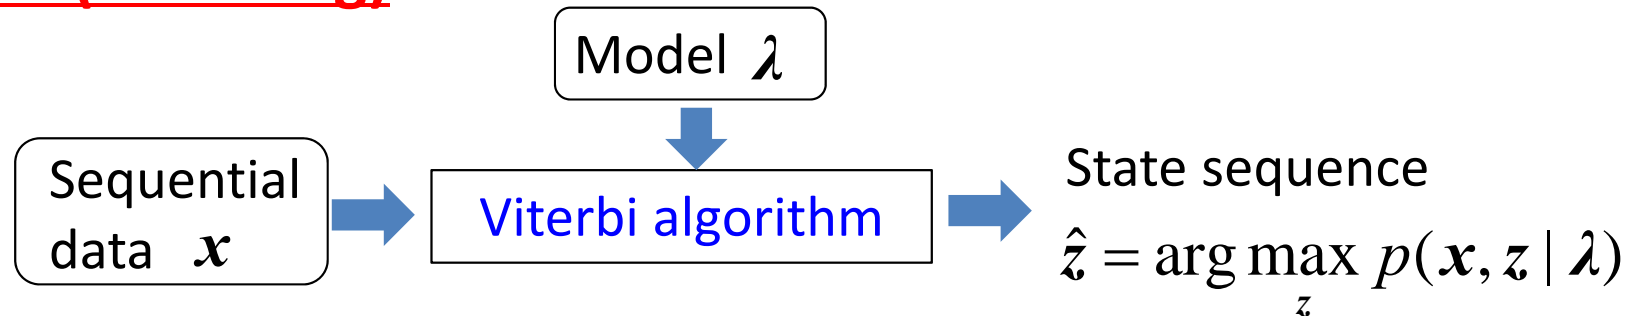 Model λ
Sequential
data x
Viterbi algorithm
State sequence
ẑ = arg max p(x, z | λ)
z